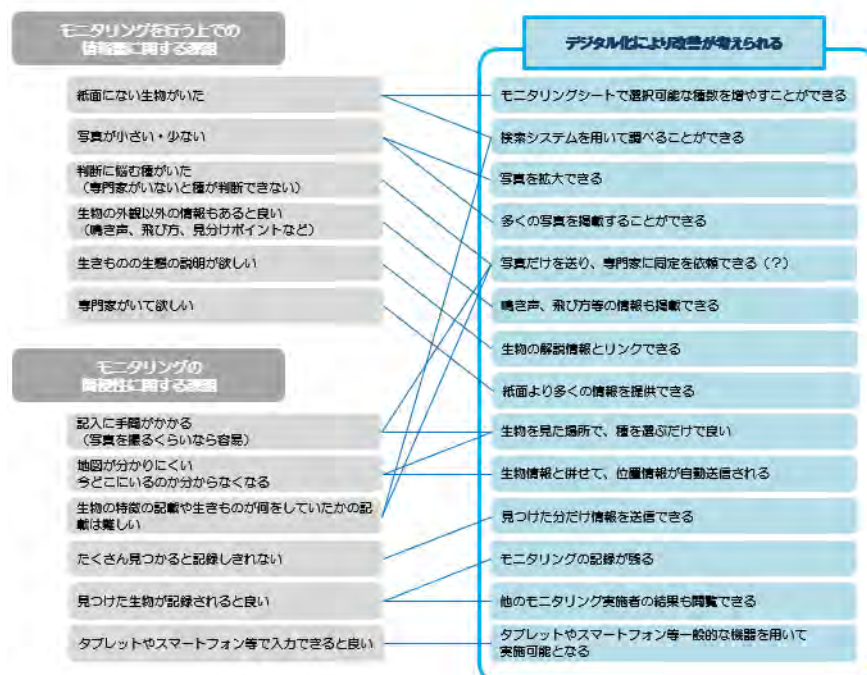 モニタリングを行う上での
情報量に関する課題
紙面にない生物がいた
写真が小さい・少ない
判断に悩む種がいた
（専門家がいないと種が判断できない）
生物の外観以外の情報もあると良い
（鳴き声、飛び方、見分けポイントなど）
生きものの生態の説明が欲しい
専門家がいて欲しい
モニタリングの
簡便性に関する課題
記入に手間がかかる
（写真を撮るくらいなら容易）
地図が分かりにくい
今どこにいるのか分からなくなる
生物の特徴の記載や生きものが何をしていたかの記
載は難しい
たくさん見つかると記録しきれない
見つけた生物が記録されると良い
タブレットやスマートフォン等で入力できると良い
デジタル化により改善が考えられる
モニタリングシートで選択可能な種数を増やすことができる
検索システムを用いて調べることができる
写真を拡大できる
多くの写真を掲載することができる
写真だけを送り、専門家に同定を依頼できる（？）
鳴き声、飛び方等の情報も掲載できる
生物の解説情報とリンクできる
紙面より多くの情報を提供できる
生物を見た場所で、種を選ぶだけで良い
生物情報と併せて、位置情報が自動送信される
見つけた分だけ情報を送信できる
モニタリングの記録が残る
他のモニタリング実施者の結果も閲覧できる
タブレットやスマートフォン等一般的な機器を用いて
実施可能となる